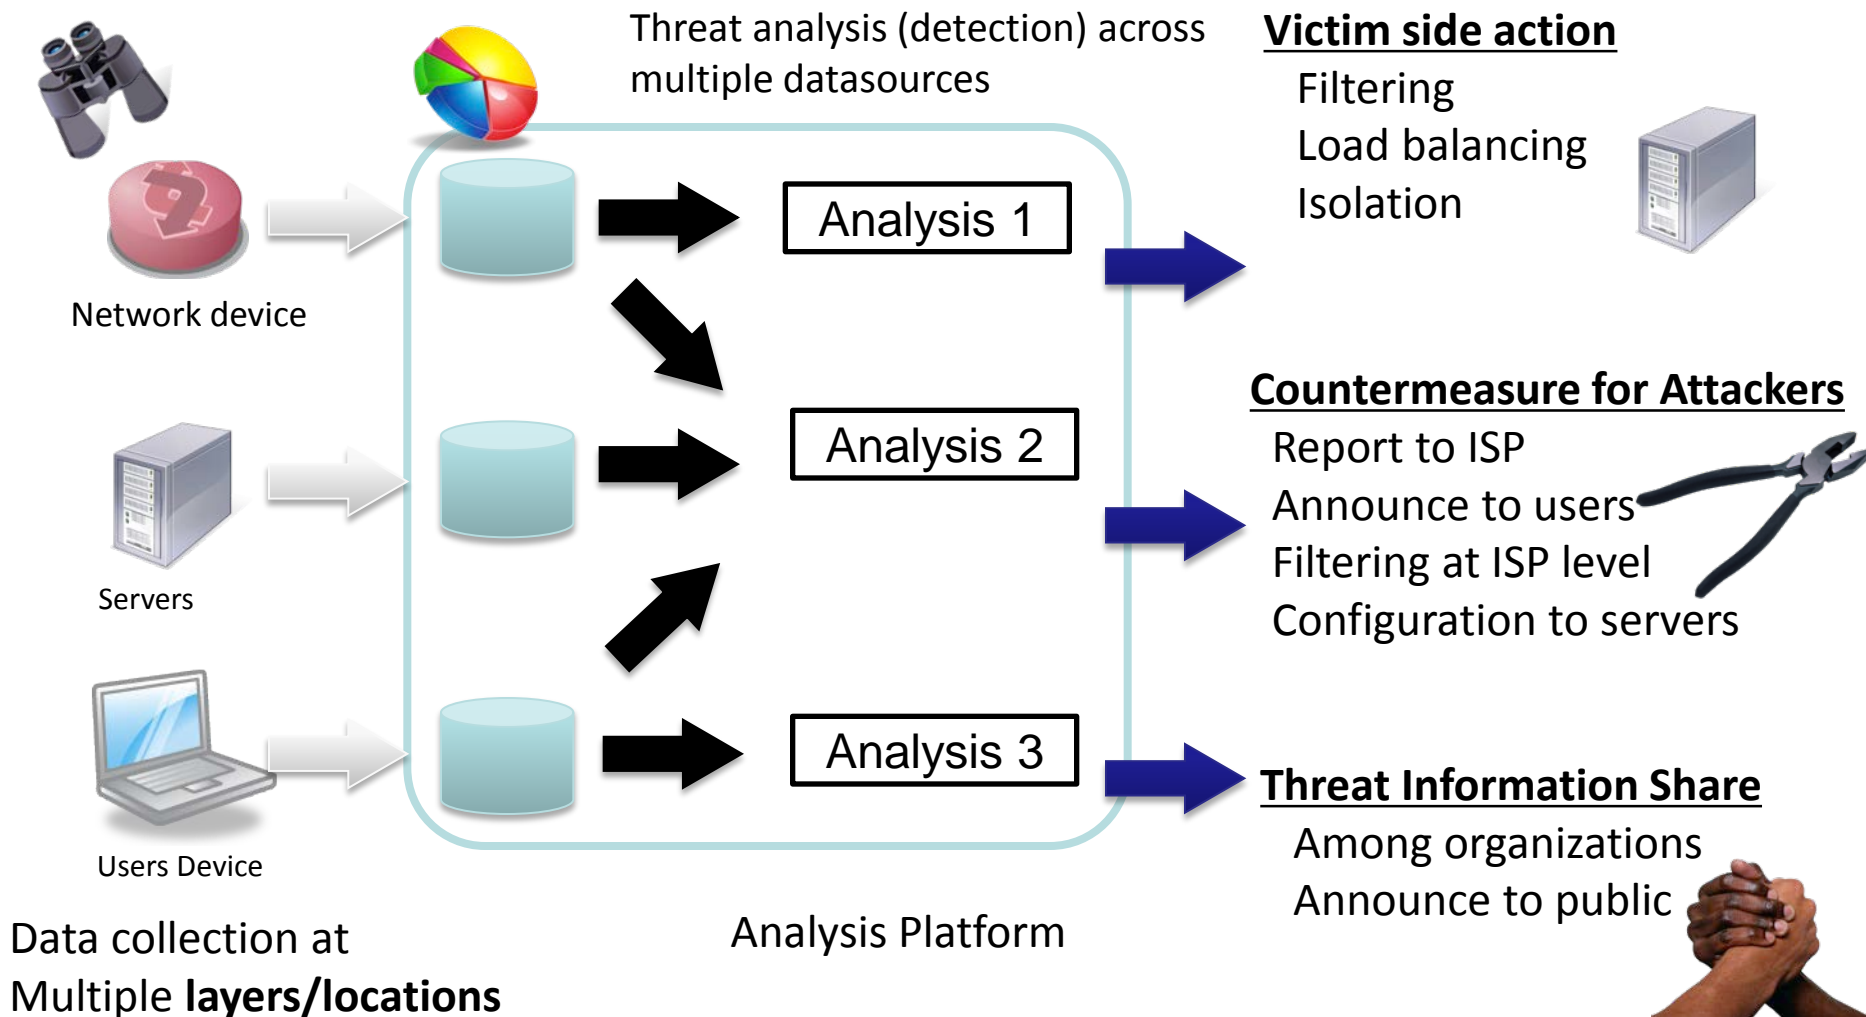 Threat analysis (detection) across
multiple datasources
Network device
Servers
Users Device
Data collection at
Multiple layers/locations
Analysis 1
Analysis 2
Analysis 3
Analysis Platform
Victim side action
Filtering
Load balancing
Isolation
Countermeasure for Attackers
Report to ISP
Announce to users
Filtering at ISP level
Configuration to servers
Threat Information Share
Among organizations
Announce to public